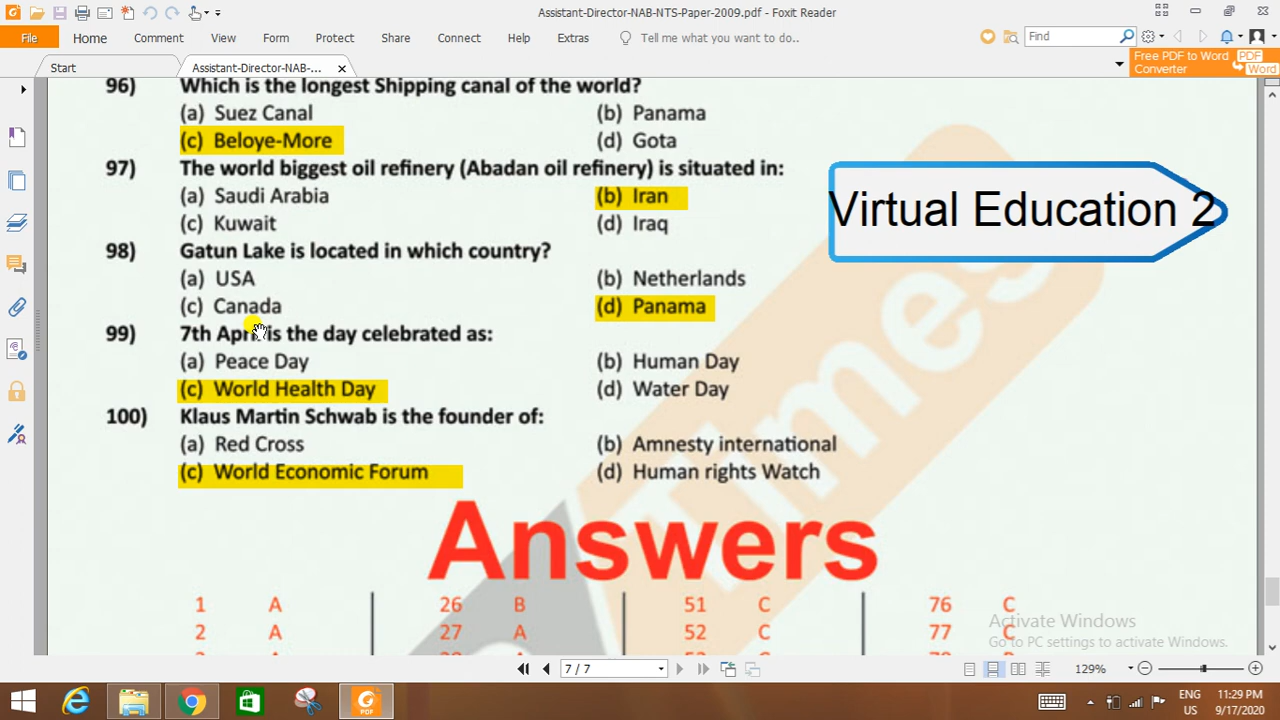 Assistant-Director-NAB-NTS-Paper-2009.pdf - Foxit Reader
File Home Comment View Form Protect Share Connect Help Extras Tell me what you want to do.. Find
Start Assistant-Director-NAB-... Free PDF to Word Converter PDF Word
96) Which is the longest Shipping canal of the world?
(a) Suez Canal (b) Panama
(c) Beloye-More (d) Gota
97) The world biggest oil refinery (Abadan oil refinery) is situated in:
(a) Saudi Arabia (b) Iran
(c) Kuwait (d) Iraq
Virtual Education 2
98) Gatun Lake is located in which country?
(a) USA (b) Netherlands
(c) Canada (d) Panama
99) 7th April is the day celebrated as:
(a) Peace Day (b) Human Day
(c) World Health Day (d) Water Day
100) Klaus Martin Schwab is the founder of:
(a) Red Cross (b) Amnesty international
(c) World Economic Forum (d) Human rights Watch
Times
Answers
1 A 26 B 51 C 76 C
2 A 27 A 52 C 77 C
Activate Windows
Go to PC settings to activate Windows.
7 / 7 129%
ENG 11:29 PM
US 9/17/2020